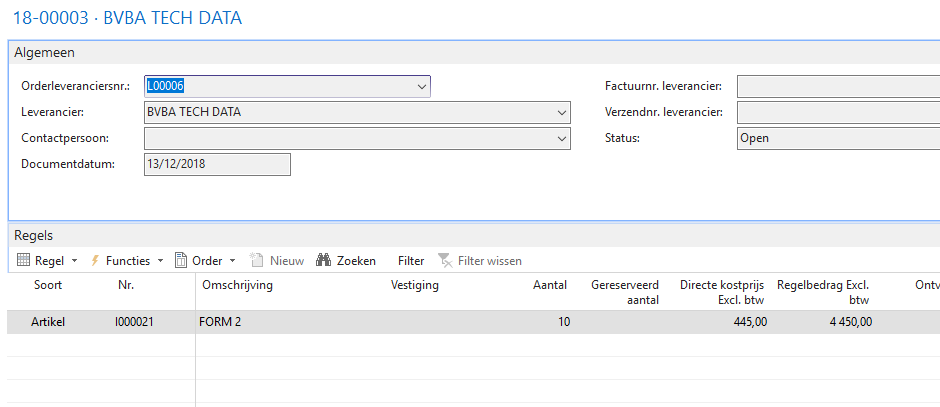 18-00003 · BVBA TECH DATA
Algemeen
Orderleveranciersnr.: L00006 Factuurnr. leverancier:
Leverancier: BVBA TECH DATA Verzendnr. leverancier:
Contactpersoon: Status: Open
Documentdatum: 13/12/2018
Regels
Regel Functies Order Nieuw Zoeken Filter Filter wissen
Soort Nr. Omschrijving Vestiging Aantal Gereserveerd Directe kostprijs Regelbedrag Excl. Ontv
aantal Excl. btw btw
Artikel I000021 FORM 2 10 445,00 4 450,00